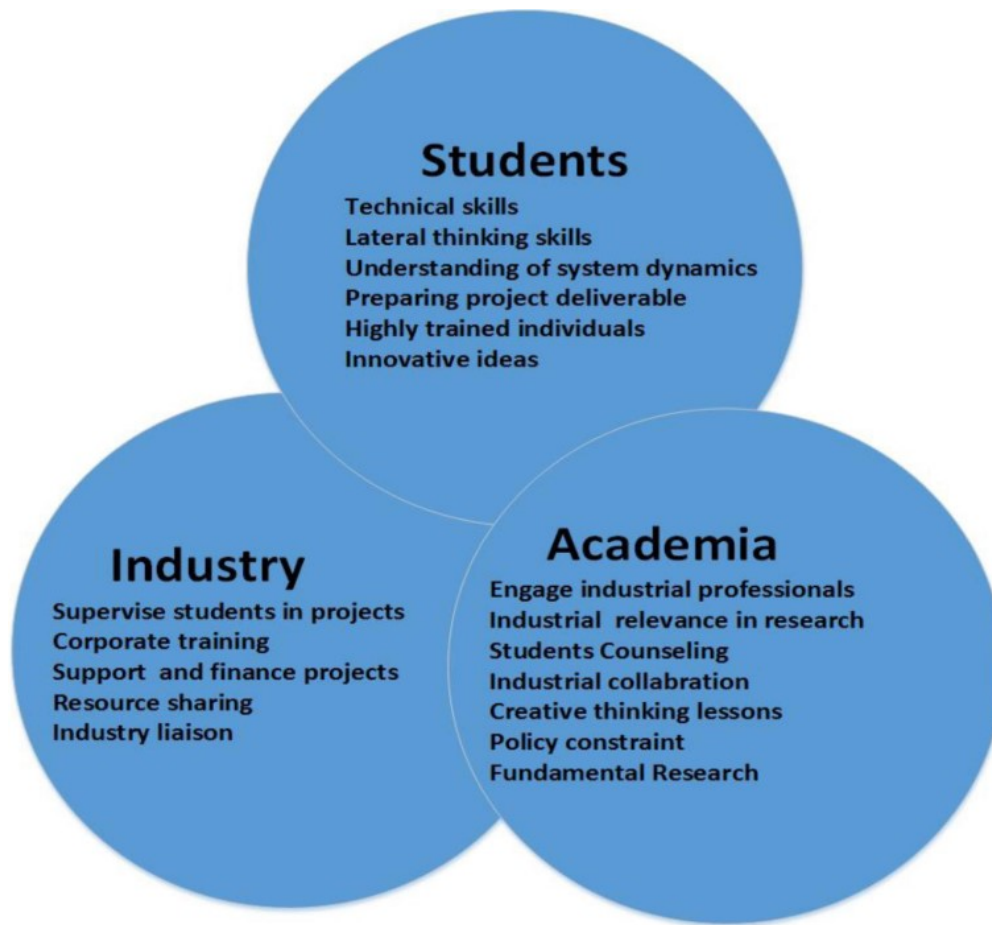 Students
Technical skills
Lateral thinking skills
Understanding of system dynamics
Preparing project deliverable
Highly trained individuals
Innovative ideas
Industry
Supervise students in projects
Corporate training
Support and finance projects
Resource sharing
Industry liaison
Academia
Engage industrial professionals
Industrial relevance in research
Students Counseling
Industrial collabration
Creative thinking lessons
Policy constraint
Fundamental Research